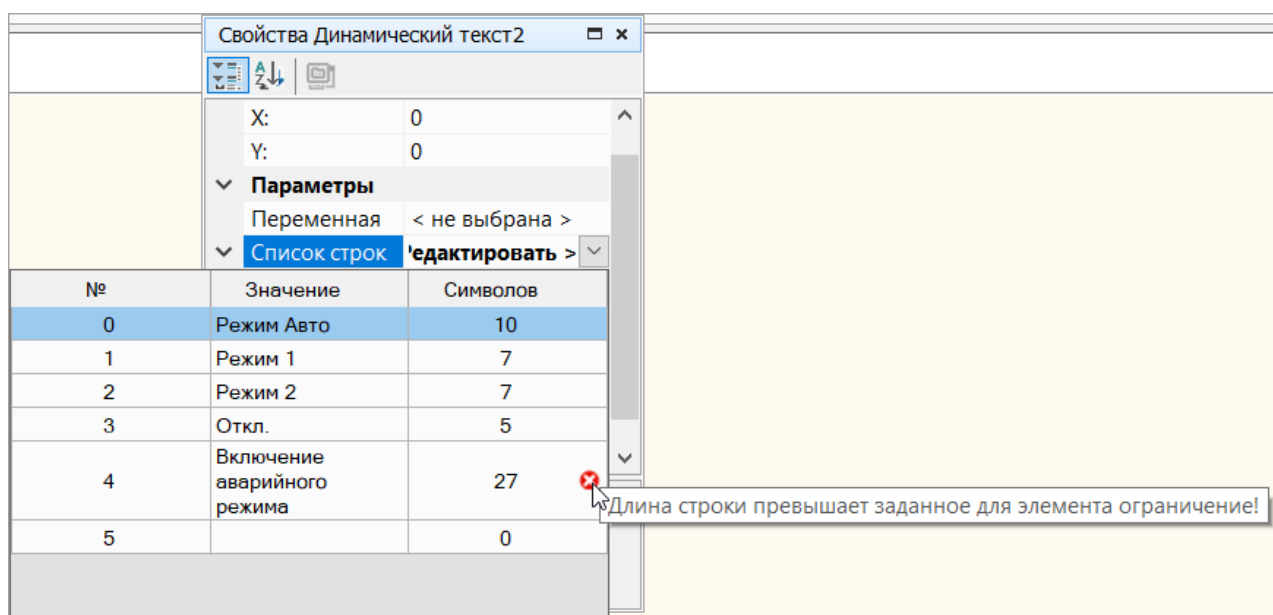 Свойства Динамический текст2
X: 0
Y: 0
Параметры
Переменная < не выбрана >
Список строк Редактировать >
№ Значение Символов
0 Режим Авто 10
1 Режим 1 7
2 Режим 2 7
3 Откл. 5
4 Включение аварийного режима 27
Длина строки превышает заданное для элемента ограничение!
5 0